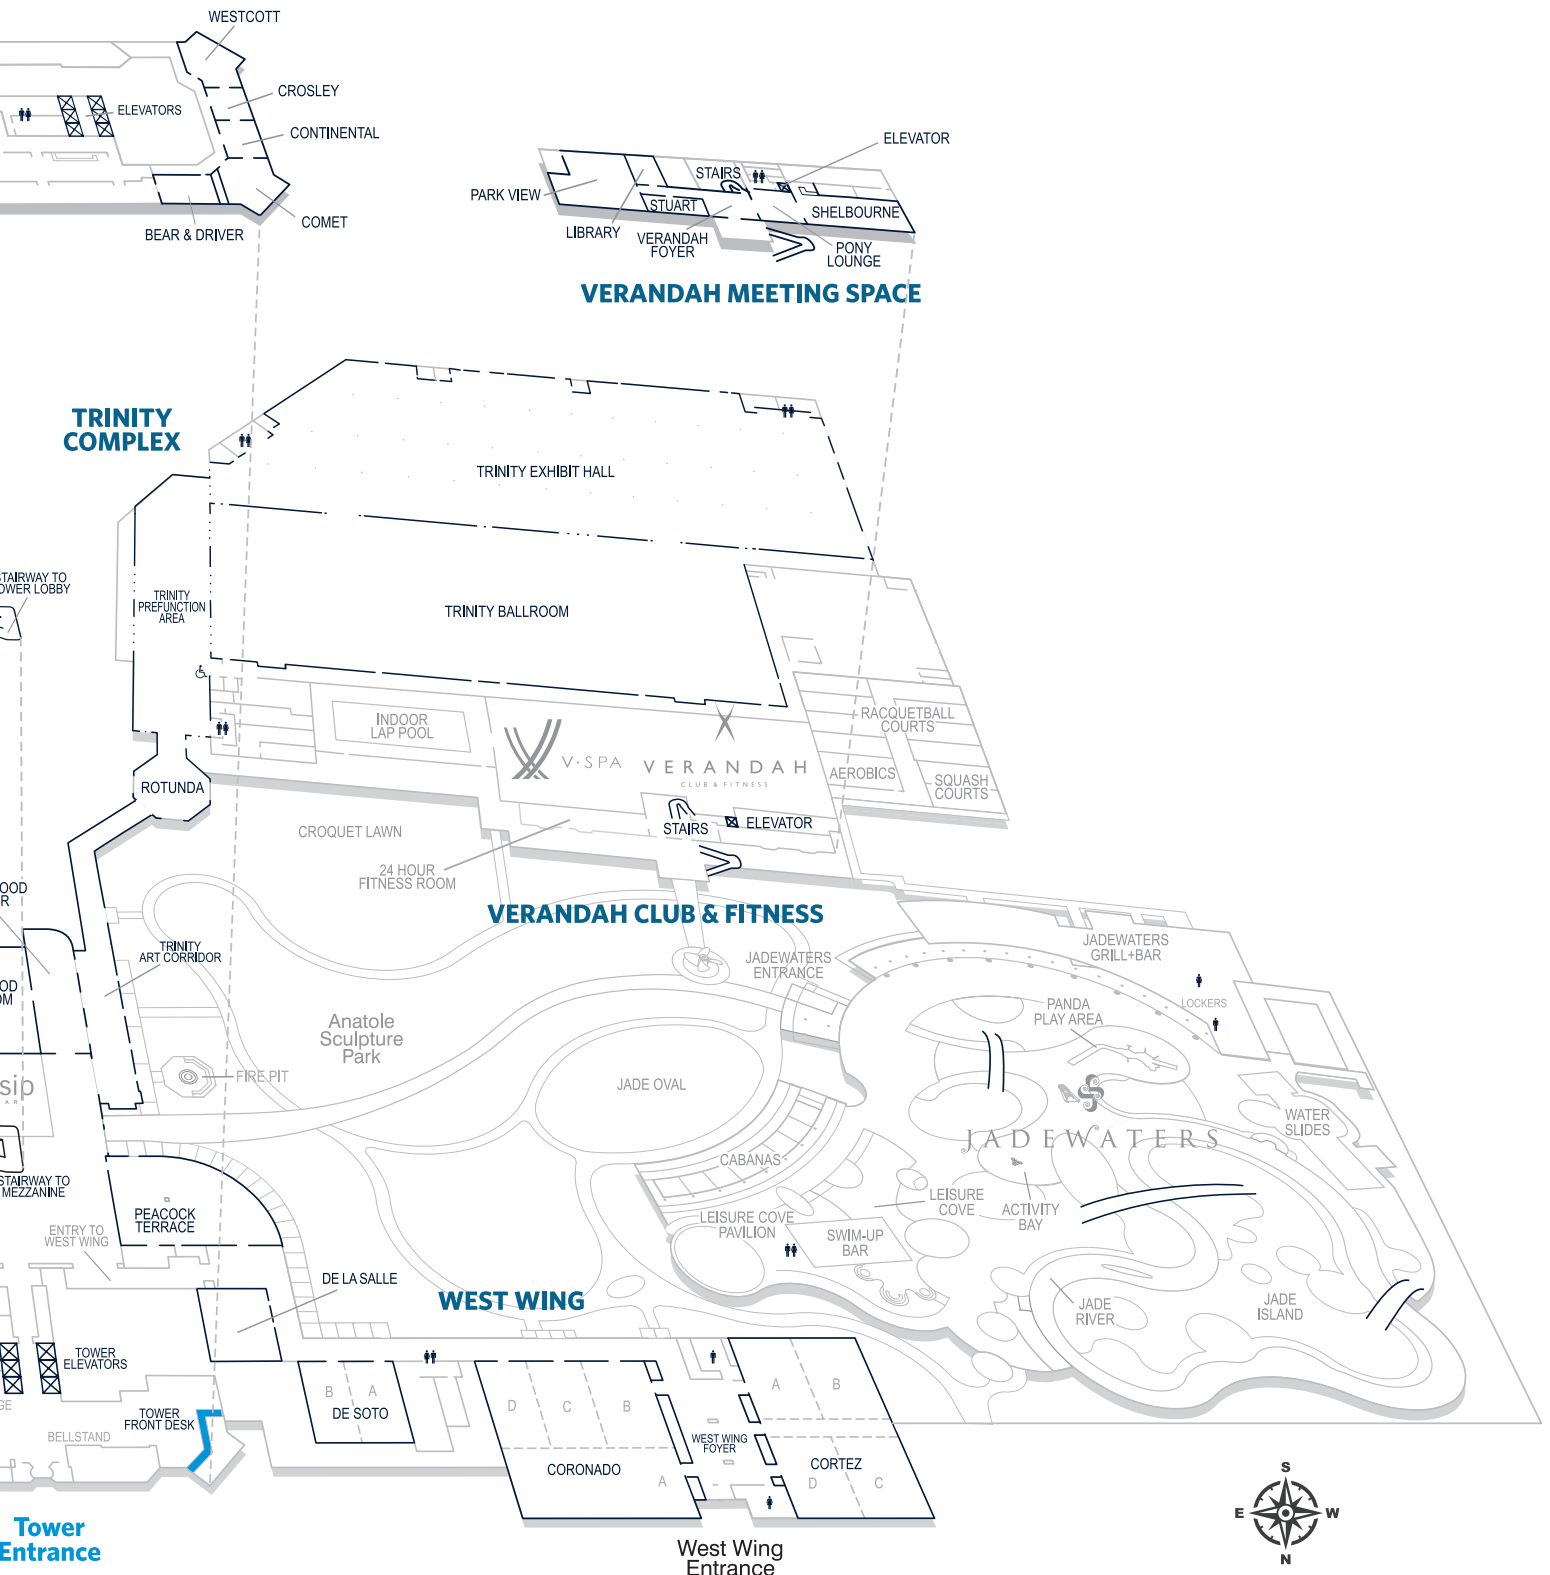 WESTCOTT
CROSLEY
ELEVATORS
CONTINENTAL
COMET
BEAR & DRIVER
ELEVATOR
STAIRS
PARK VIEW
STUART
SHELBOURNE
LIBRARY
VERANDAH
FOYER
PONY
LOUNGE
VERANDAH MEETING SPACE
TRINITY
COMPLEX
TRINITY EXHIBIT HALL
TAIRWAY TO
OWER LOBBY
TRINITY
PREFUNCTION
AREA
TRINITY BALLROOM
INDOOR
LAP POOL
V·SPA
VERANDAH
CLUB & FITNESS
RACQUETBALL
COURTS
AEROBICS
SQUASH
COURTS
ROTUNDA
CROQUET LAWN
STAIRS
ELEVATOR
24 HOUR
FITNESS ROOM
VERANDAH CLUB & FITNESS
OOD
R
TRINITY
ART CORRIDOR
OD
OM
JADEWATERS
ENTRANCE
JADEWATERS
GRILL+BAR
LOCKERS
PANDA
PLAY AREA
Anatole
Sculpture
Park
FIRE PIT
sip
A R
JADE OVAL
JADEWATERS
WATER
SLIDES
CABANAS
STAIRWAY TO
MEZZANINE
PEACOCK
TERRACE
ENTRY TO
WEST WING
LEISURE
COVE
ACTIVITY
BAY
LEISURE COVE
PAVILION
SWIM-UP
BAR
DE LA SALLE
WEST WING
JADE
RIVER
JADE
ISLAND
TOWER
ELEVATORS
GE
B A
DE SOTO
D C B
A B
TOWER
FRONT DESK
BELLSTAND
WEST WING
FOYER
CORONADO
A
CORTEZ
D C
S
E W
N
Tower
Entrance
West Wing
Entrance